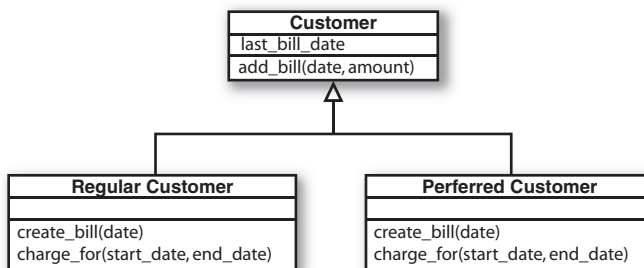 Customer
last_bill_date
add_bill(date, amount)
Regular Customer
create_bill(date)
charge_for(start_date, end_date)
Perferred Customer
create_bill(date)
charge_for(start_date, end_date)